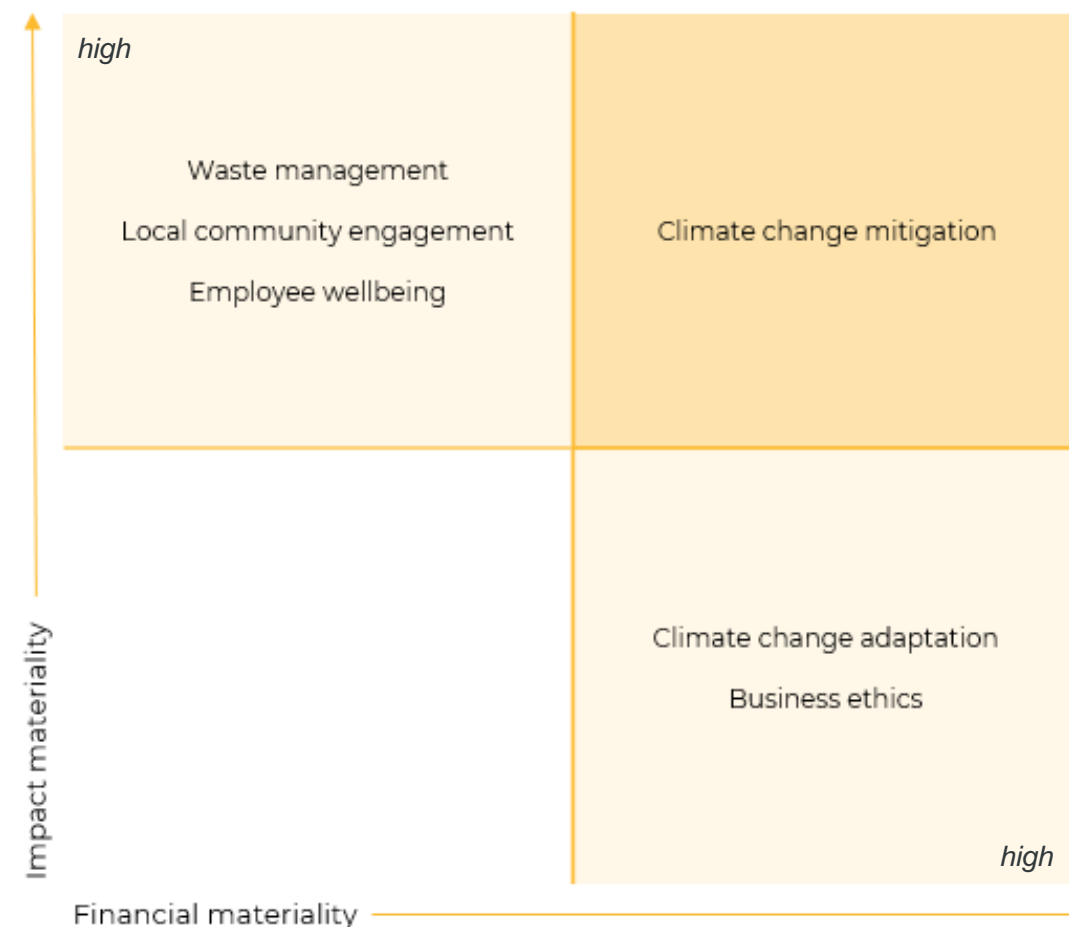 high
Waste management
Local community engagement
Employee wellbeing
Climate change mitigation
Climate change adaptation
Business ethics
high
Impact materiality
Financial materiality